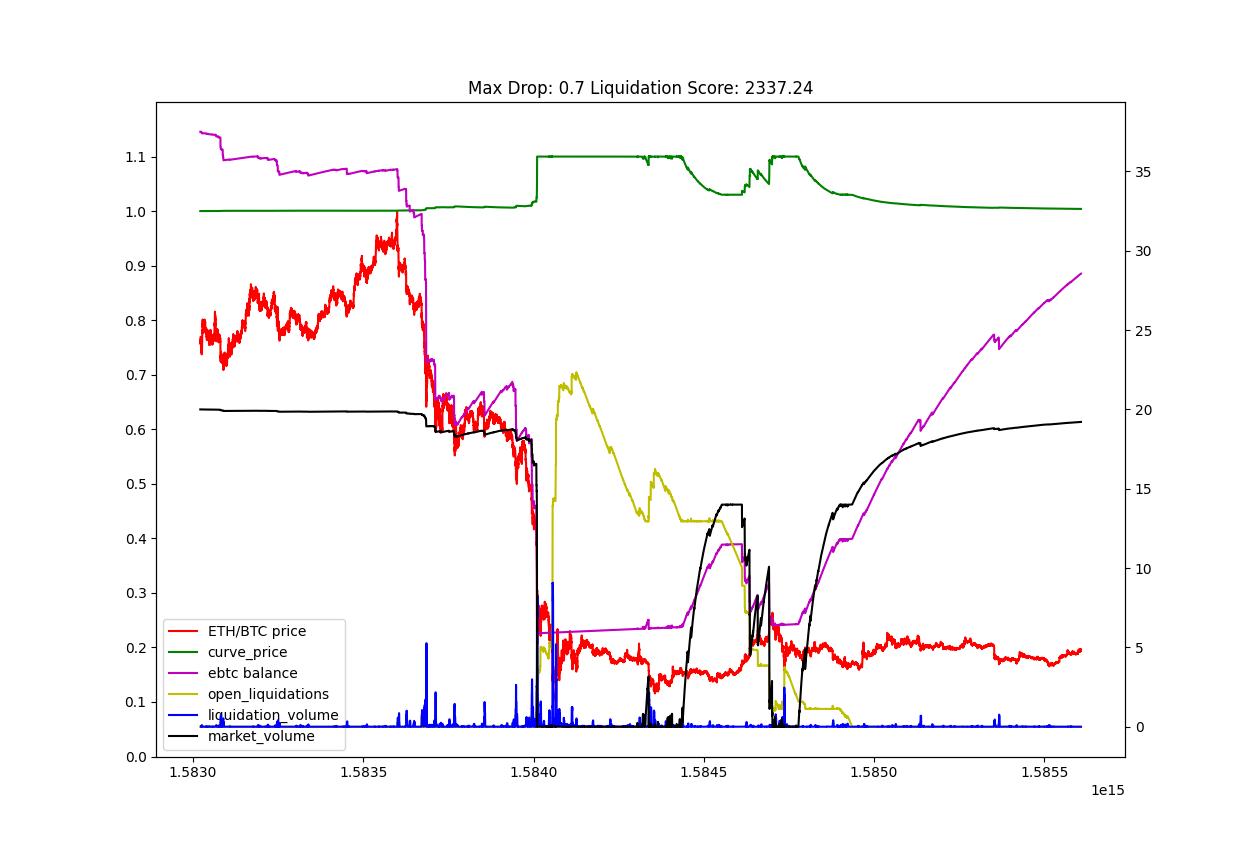 Max Drop: 0.7 Liquidation Score: 2337.24
1.1
1.0
0.9
0.8
0.7
0.6
0.5
0.4
0.3
0.2
0.1
0.0
35
30
25
20
15
10
5
0
ETH/BTC price
curve_price
ebtc balance
open_liquidations
liquidation_volume
market_volume
1.5830 1.5835 1.5840 1.5845 1.5850 1.5855
1e15